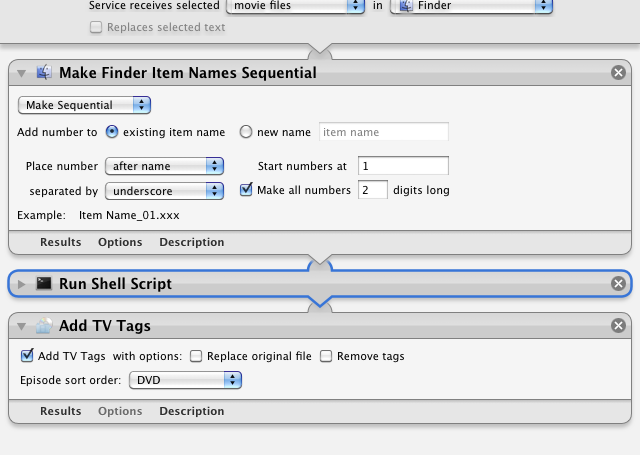 Service receives selected movie files in Finder
Replaces selected text
Make Finder Item Names Sequential
Make Sequential
Add number to existing item name new name item name
Place number after name Start numbers at 1
separated by underscore Make all numbers 2 digits long
Example: Item Name_01.xxx
Results Options Description
Run Shell Script
Add TV Tags
Add TV Tags with options: Replace original file Remove tags
Episode sort order: DVD
Results Options Description